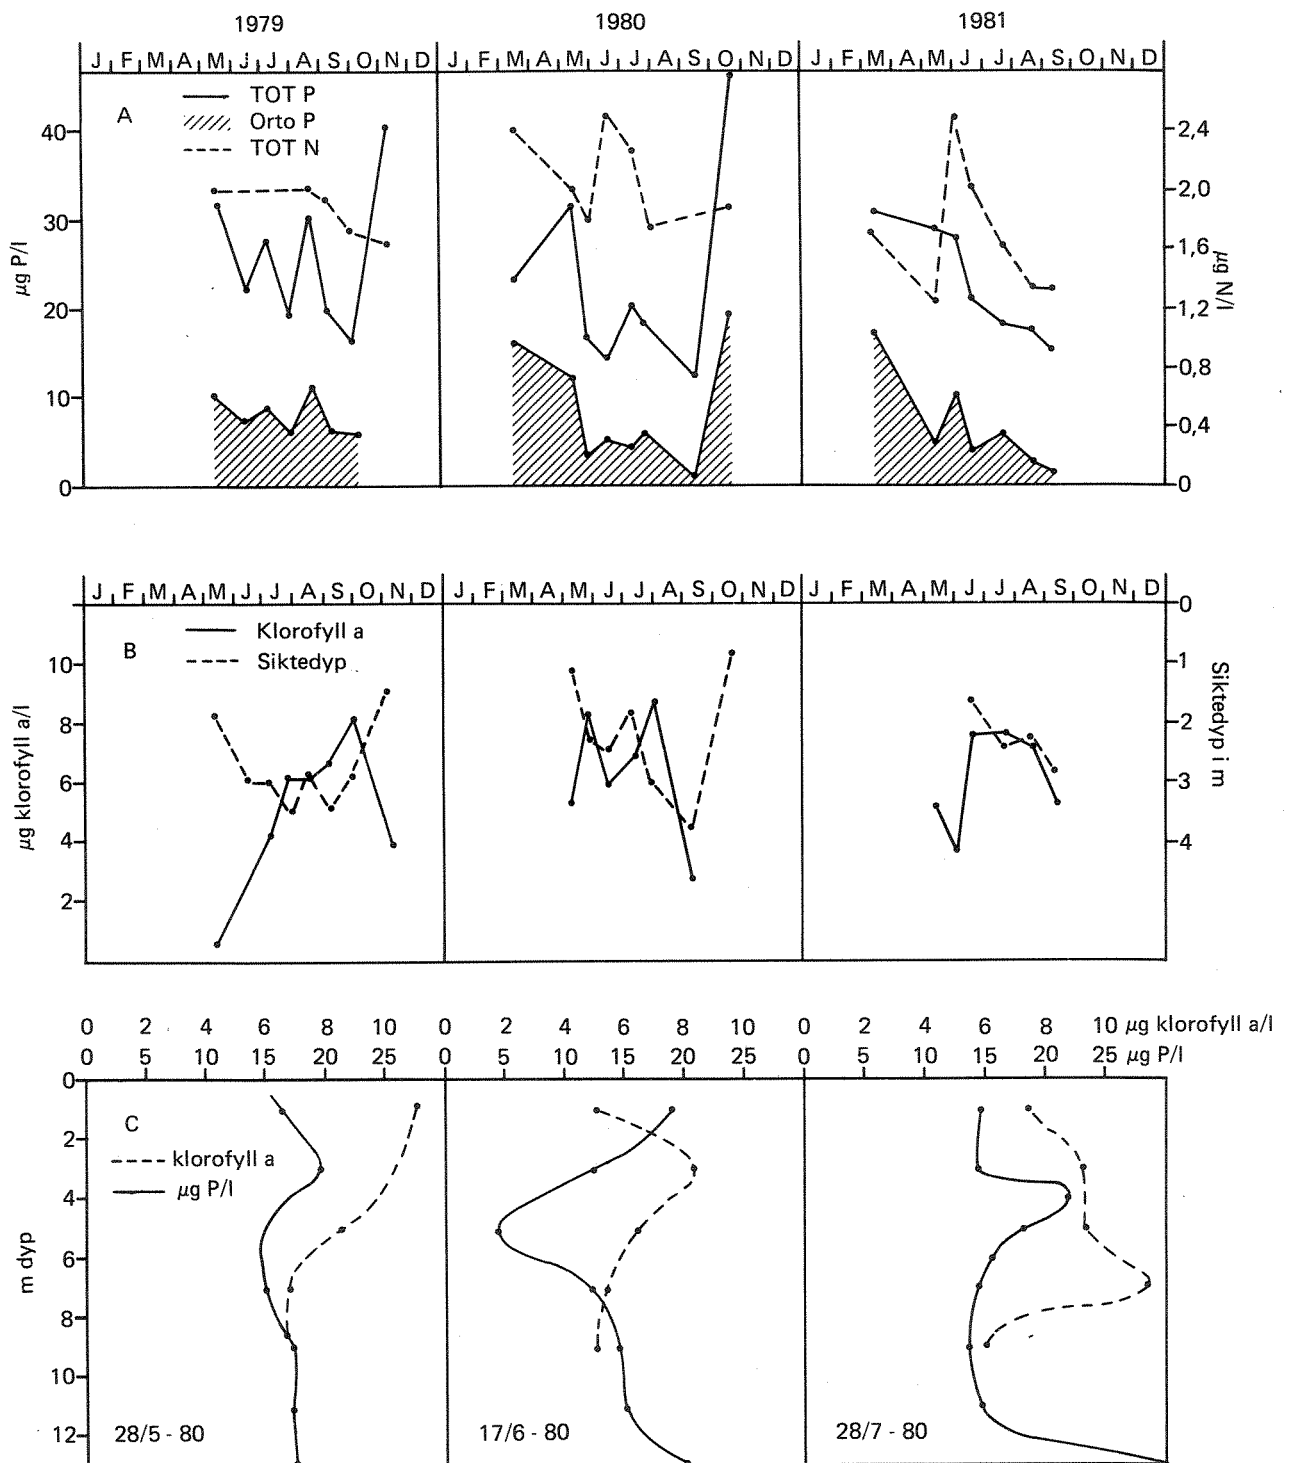 1979 1980 1981
J F M A M J J A S O N D J F M A M J J A S O N D J F M A M J J A S O N D
A
TOT P
Orto P
TOT N
40
30
20
10
0
µg P/l
2,4
2,0
1,6
1,2
0,8
0,4
0
µg N/l
J F M A M J J A S O N D J F M A M J J A S O N D J F M A M J J A S O N D
B
Klorofyll a
Siktedyp
10
8
6
4
2
µg klorofyll a/l
0
1
2
3
4
Siktedyp i m
0 2 4 6 8 10 0 2 4 6 8 10 0 2 4 6 8 10 µg klorofyll a/l
0 5 10 15 20 25 0 5 10 15 20 25 0 5 10 15 20 25 µg P/l
C
klorofyll a
µg P/l
0
2
4
6
8
10
12
m dyp
28/5 - 80 17/6 - 80 28/7 - 80